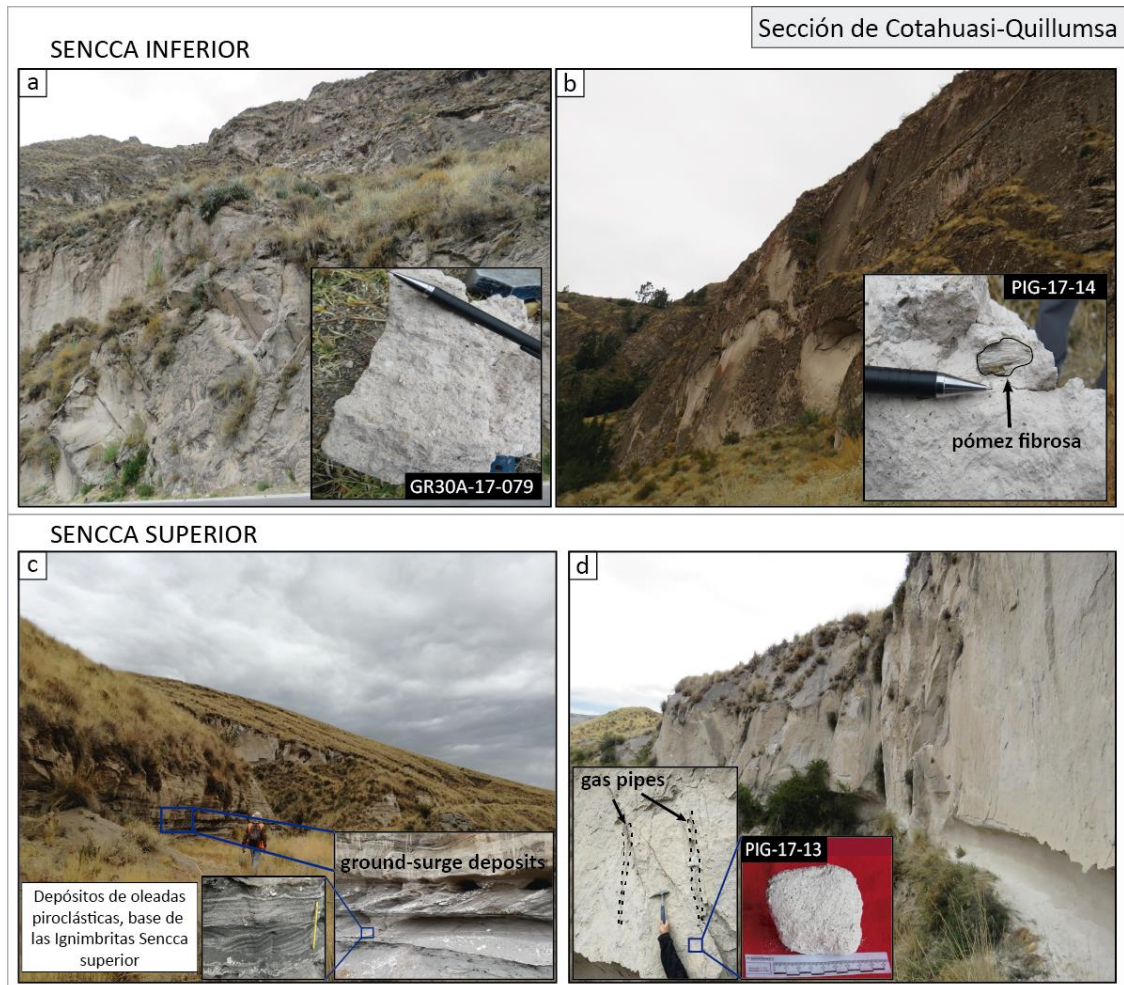 Sección de Cotahuasi-Quillumsa
SENCCA INFERIOR
a
GR30A-17-079
b
PIG-17-14
pómez fibrosa
SENCCA SUPERIOR
c
ground-surge deposits
Depósitos de oleadas
piroclásticas, base de
las Ignimbritas Sencca
superior
d
gas pipes
PIG-17-13